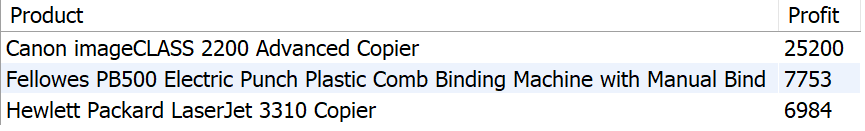 Product Profit
Canon imageCLASS 2200 Advanced Copier 25200
Fellowes PB500 Electric Punch Plastic Comb Binding Machine with Manual Bind 7753
Hewlett Packard LaserJet 3310 Copier 6984